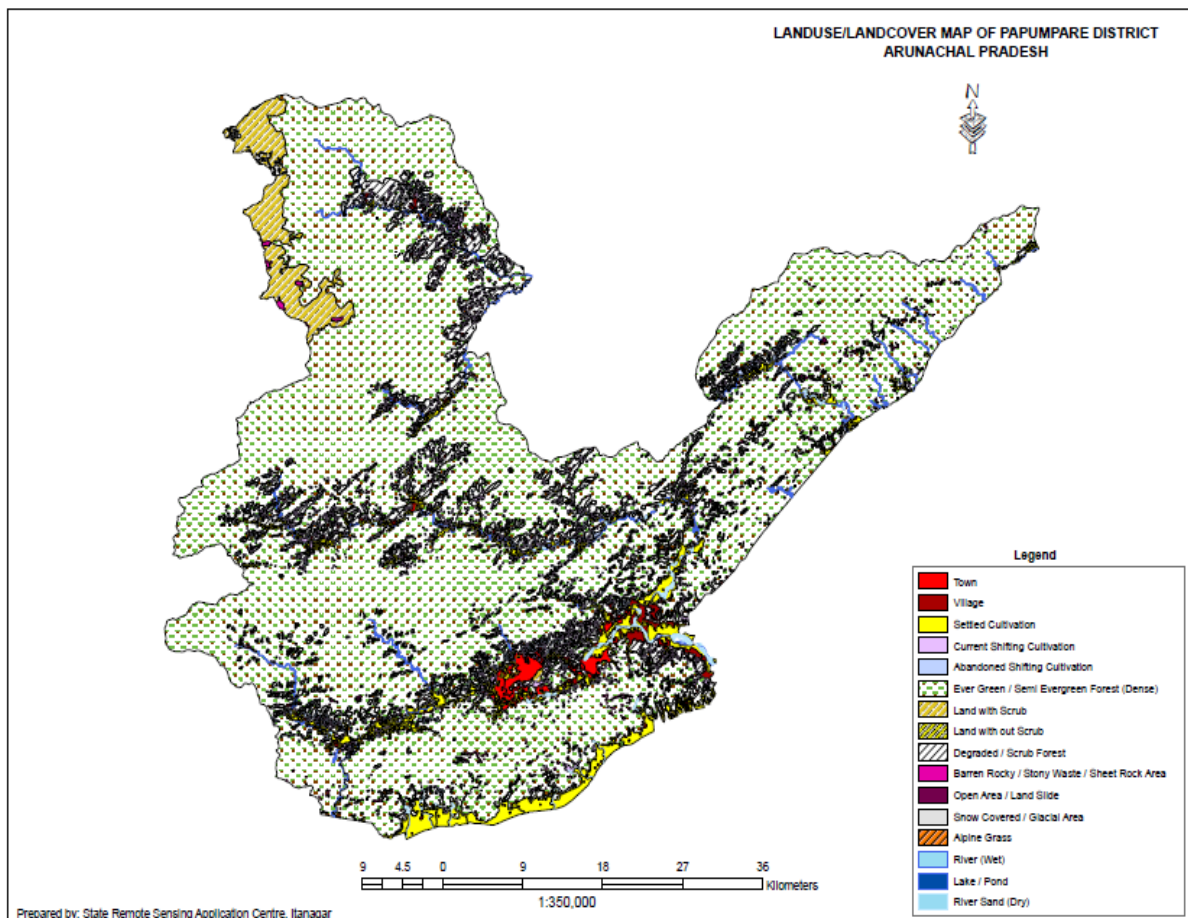 LANDUSE/LANDCOVER MAP OF PAPUMPARE DISTRICT
ARUNACHAL PRADESH
N
Legend
Town
Village
Settled Cultivation
Current Shifting Cultivation
Abandoned Shifting Cultivation
Ever Green / Semi Evergreen Forest (Dense)
Land with Scrub
Land with out Scrub
Degraded / Scrub Forest
Barren Rocky / Stony Waste / Sheet Rock Area
Open Area / Land Slide
Snow Covered / Glacial Area
Alpine Grass
River (Wet)
Lake / Pond
River Sand (Dry)
9 4.5 0 9 18 27 36
Kilometers
1:350,000
Prepared by: State Remote Sensing Application Centre, Itanagar